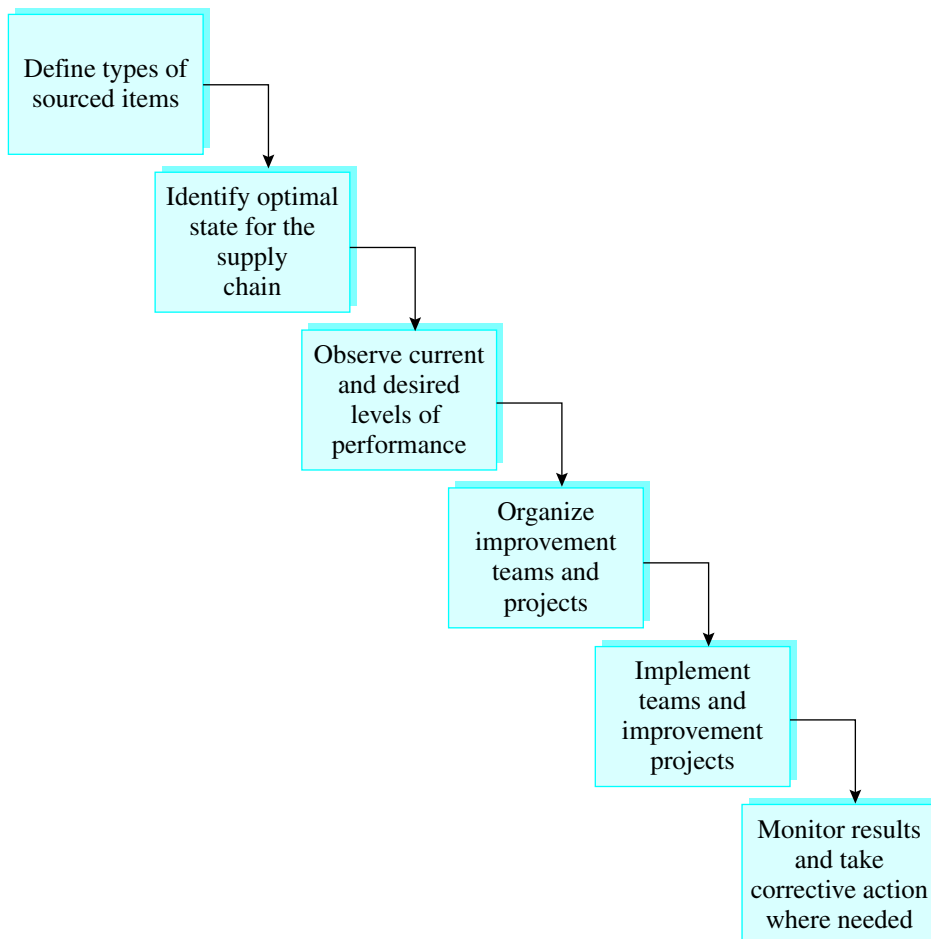 Define types of
sourced items
Identify optimal
state for the
supply
chain
Observe current
and desired
levels of
performance
Organize
improvement
teams and
projects
Implement
teams and
improvement
projects
Monitor results
and take
corrective action
where needed